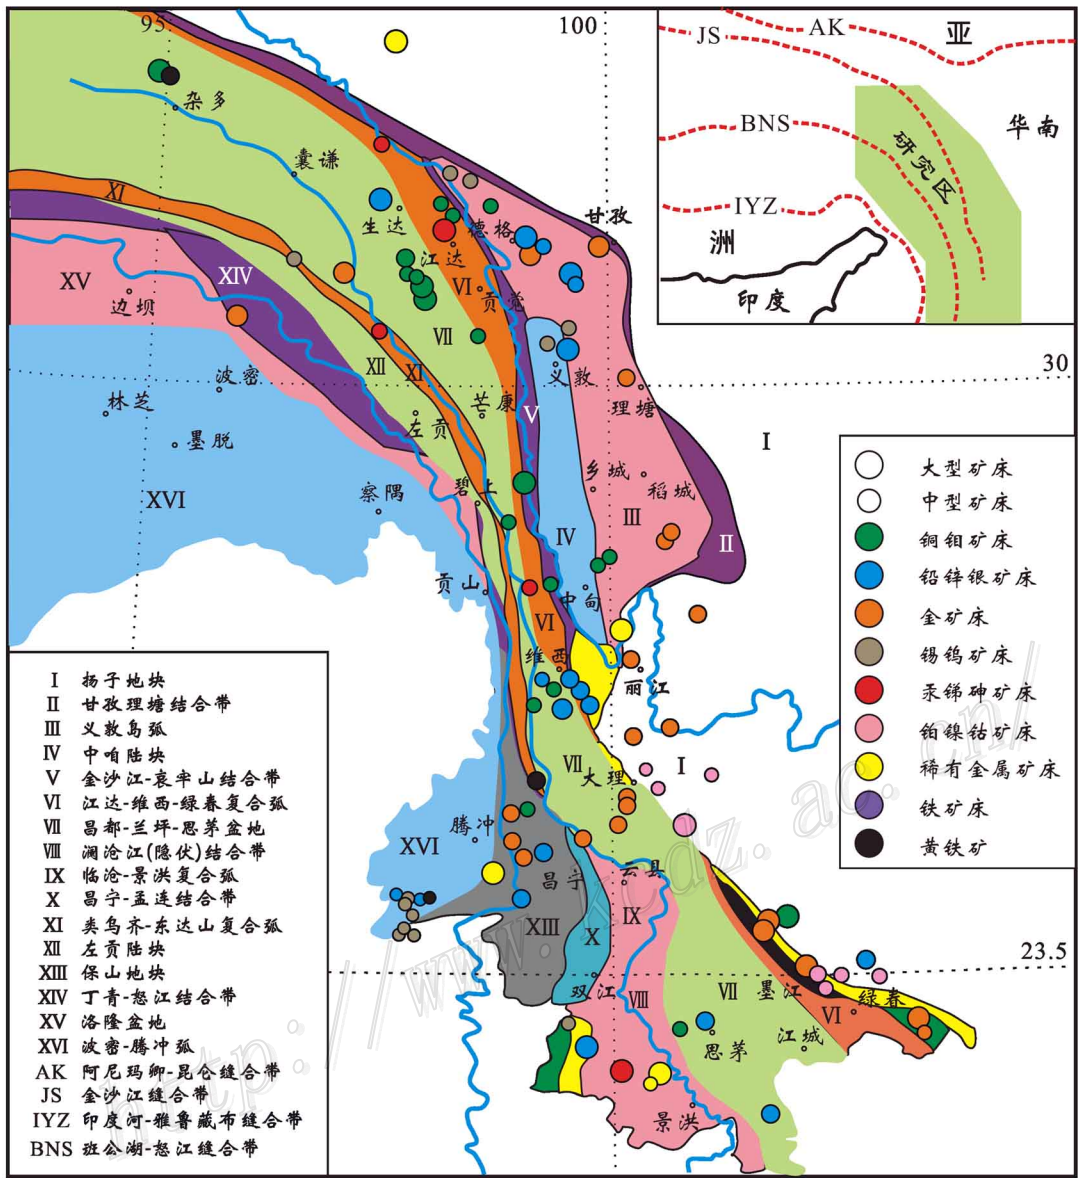 95
100
AK
JS
亚
BNS
华南
研究区
IYZ
洲
印度
杂多
囊谦
生达
德格
甘孜
江达
XI
XIV
XV
边坝
VI
贡觉
VII
XII
XI
义敦
30
波密
林芝
芒康
V
理塘
左贡
墨脱
I
XVI
察隅
碧土
乡城
稻城
III
IV
II
贡山
中甸
VI
维西
丽江
VII
大理
I
腾冲
XVI
昌宁
云县
IX
XIII
X
23.5
双江
VIII
VII
墨江
绿春
VI
思茅
江城
景洪
大型矿床
中型矿床
铜钼矿床
铅锌银矿床
金矿床
锡钨矿床
汞锑砷矿床
铂镍钴矿床
稀有金属矿床
铁矿床
黄铁矿
I 扬子地块
II 甘孜理塘结合带
III 义敦岛弧
IV 中咱陆块
V 金沙江-哀牢山结合带
VI 江达-维西-绿春复合弧
VII 昌都-兰坪-思茅盆地
VIII 澜沧江(隐伏)结合带
IX 临沧-景洪复合弧
X 昌宁-孟连结合带
XI 类乌齐-东达山复合弧
XII 左贡陆块
XIII 保山地块
XIV 丁青-怒江结合带
XV 洛隆盆地
XVI 波密-腾冲弧
AK 阿尼玛卿-昆仑缝合带
JS 金沙江缝合带
IYZ 印度河-雅鲁藏布缝合带
BNS 班公湖-怒江缝合带
http://www.kcdz.ac.cn/